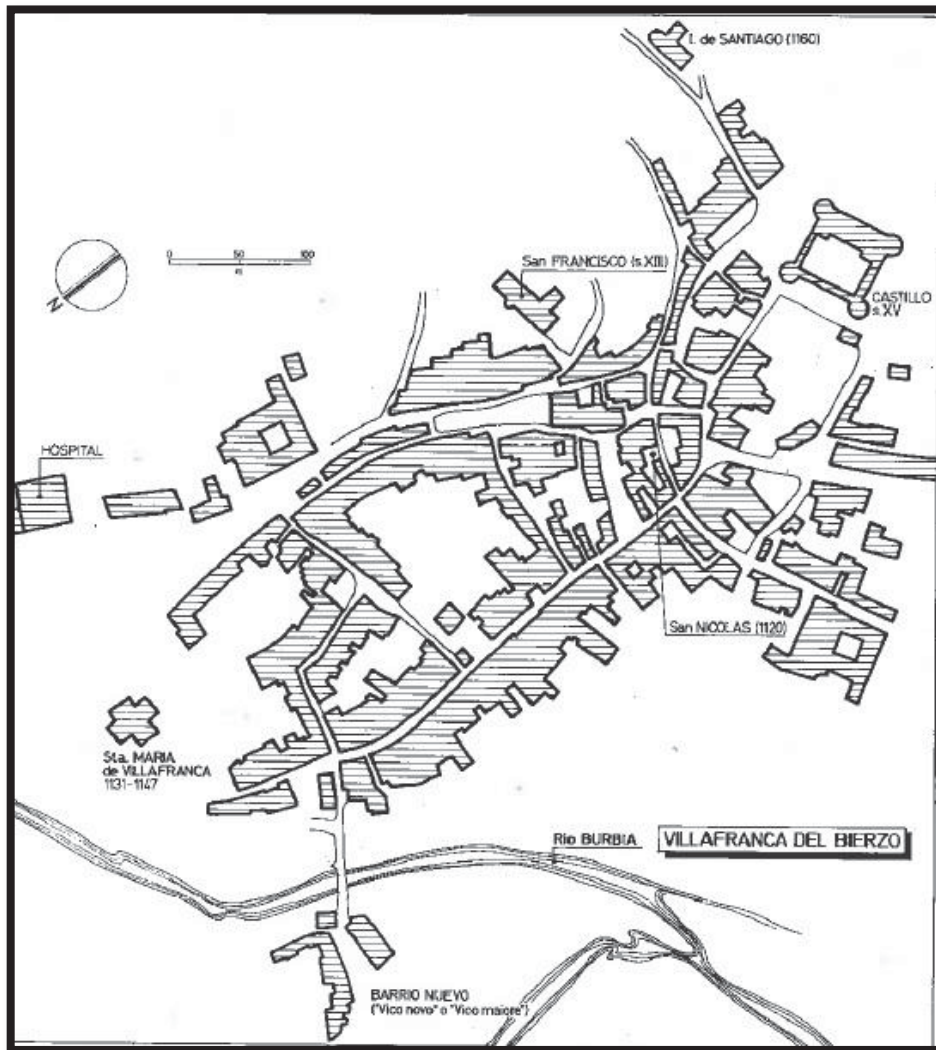 I. de SANTIAGO (1160)
0 50 100
m
N
San FRANCISCO (s.XIII)
CASTILLO
s.XV
HOSPITAL
San NICOLAS (1120)
Sta. MARIA
de VILLAFRANCA
1131-1147
Rio BURBIA
VILLAFRANCA DEL BIERZO
BARRIO NUEVO
("Vico novo" o "Vico maiore")